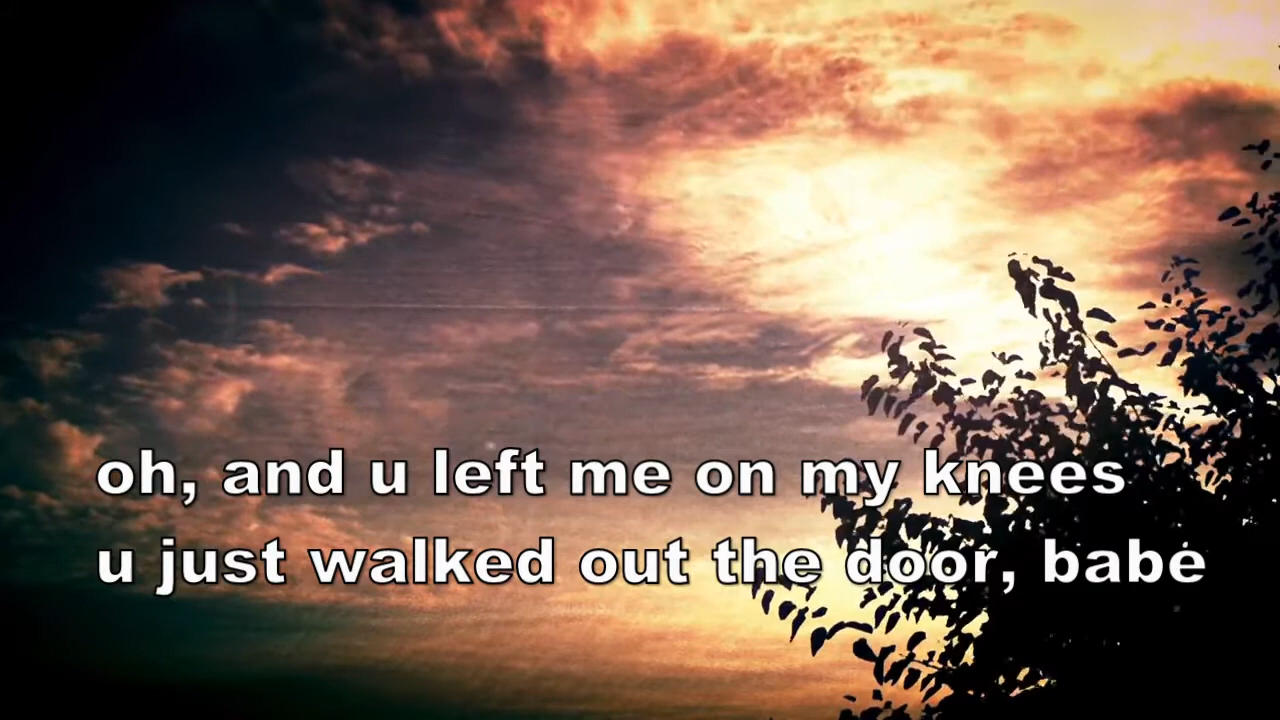 oh, and u left me on my knees
u just walked out the door, babe